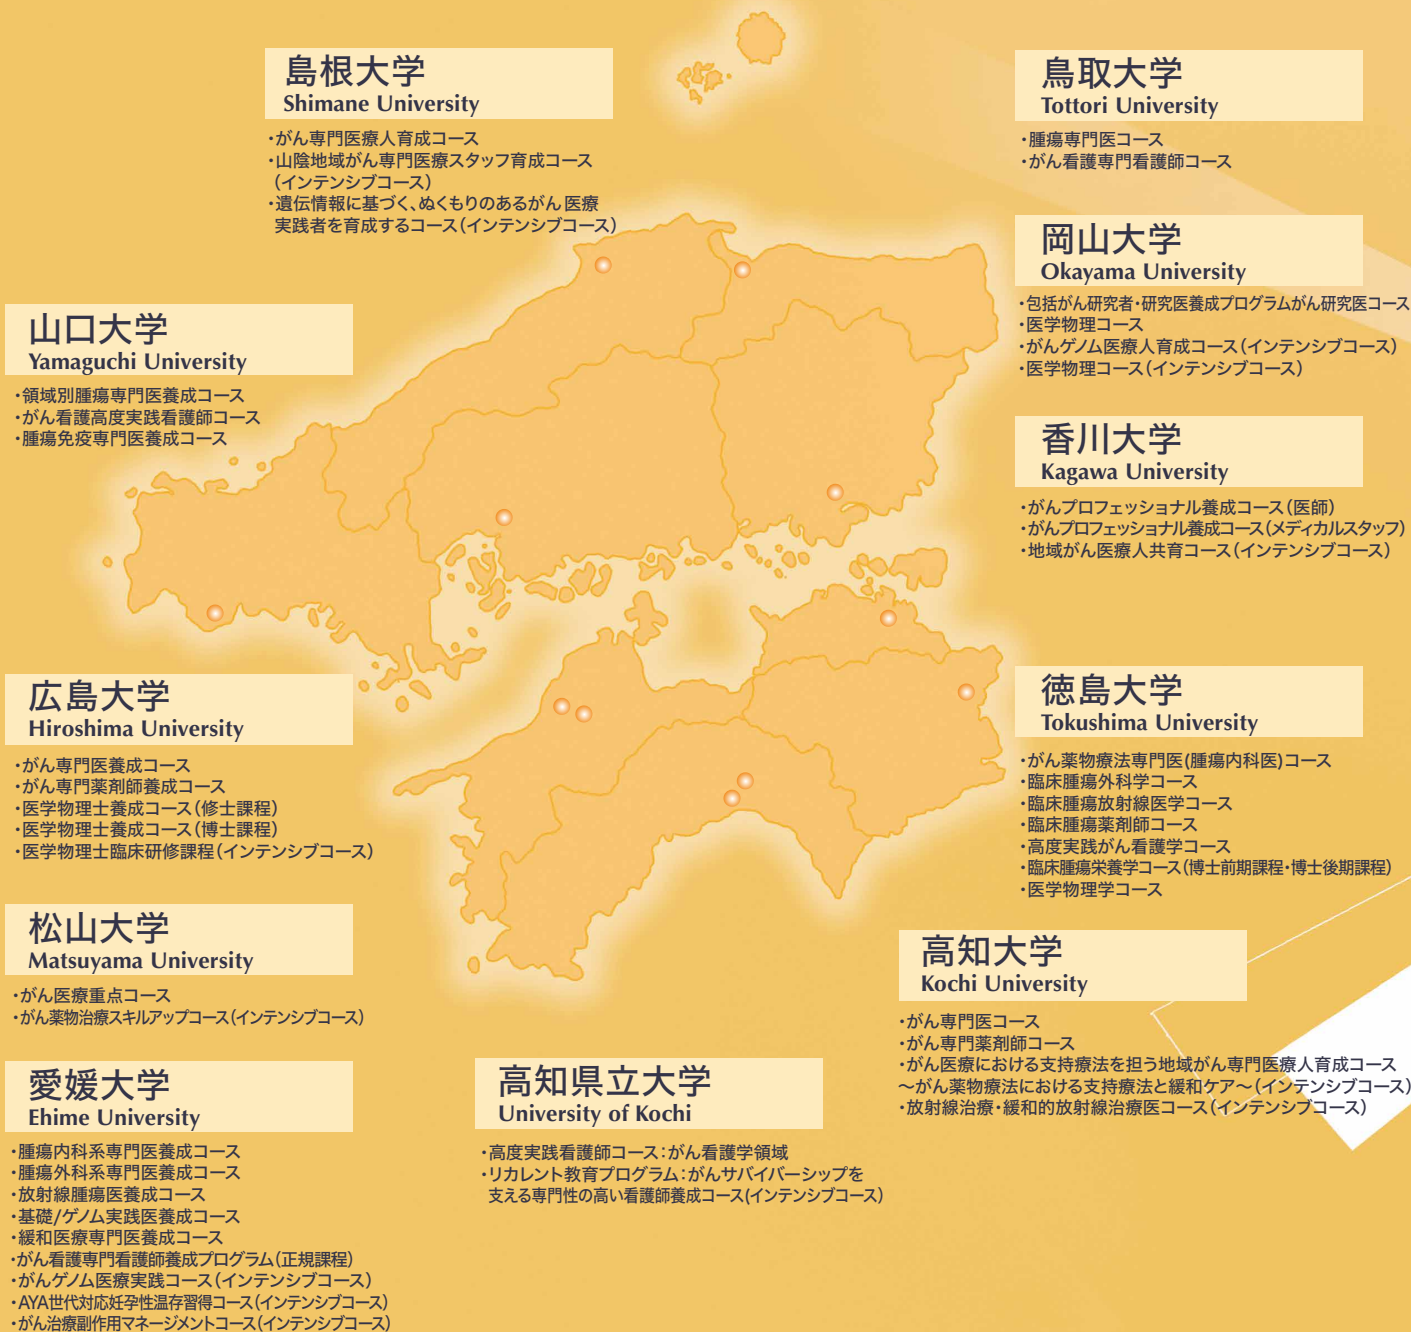 島根大学
Shimane University
・がん専門医療人育成コース
・山陰地域がん専門医療スタッフ育成コース
（インテンシブコース）
・遺伝情報に基づく、ぬくもりのあるがん医療
実践者を育成するコース（インテンシブコース）
鳥取大学
Tottori University
・腫瘍専門医コース
・がん看護専門看護師コース
岡山大学
Okayama University
・包括がん研究者・研究医養成プログラムがん研究医コース
・医学物理コース
・がんゲノム医療人育成コース（インテンシブコース）
・医学物理コース（インテンシブコース）
山口大学
Yamaguchi University
・領域別腫瘍専門医養成コース
・がん看護高度実践看護師コース
・腫瘍免疫専門医養成コース
香川大学
Kagawa University
・がんプロフェッショナル養成コース（医師）
・がんプロフェッショナル養成コース（メディカルスタッフ）
・地域がん医療人共育コース（インテンシブコース）
広島大学
Hiroshima University
・がん専門医養成コース
・がん専門薬剤師養成コース
・医学物理士養成コース（修士課程）
・医学物理士養成コース（博士課程）
・医学物理士臨床研修課程（インテンシブコース）
徳島大学
Tokushima University
・がん薬物療法専門医(腫瘍内科医)コース
・臨床腫瘍外科学コース
・臨床腫瘍放射線医学コース
・臨床腫瘍薬剤師コース
・高度実践がん看護学コース
・臨床腫瘍栄養学コース（博士前期課程・博士後期課程）
・医学物理学コース
松山大学
Matsuyama University
・がん医療重点コース
・がん薬物治療スキルアップコース（インテンシブコース）
高知大学
Kochi University
・がん専門医コース
・がん専門薬剤師コース
・がん医療における支持療法を担う地域がん専門医療人育成コース
～がん薬物療法における支持療法と緩和ケア～（インテンシブコース）
・放射線治療・緩和的放射線治療医コース（インテンシブコース）
愛媛大学
Ehime University
・腫瘍内科系専門医養成コース
・腫瘍外科系専門医養成コース
・放射線腫瘍医養成コース
・基礎/ゲノム実践医養成コース
・緩和医療専門医養成コース
・がん看護専門看護師養成プログラム（正規課程）
・がんゲノム医療実践コース（インテンシブコース）
・AYA世代対応妊孕性温存習得コース（インテンシブコース）
・がん治療副作用マネージメントコース（インテンシブコース）
高知県立大学
University of Kochi
・高度実践看護師コース：がん看護学領域
・リカレント教育プログラム：がんサバイバーシップを
支える専門性の高い看護師養成コース(インテンシブコース）